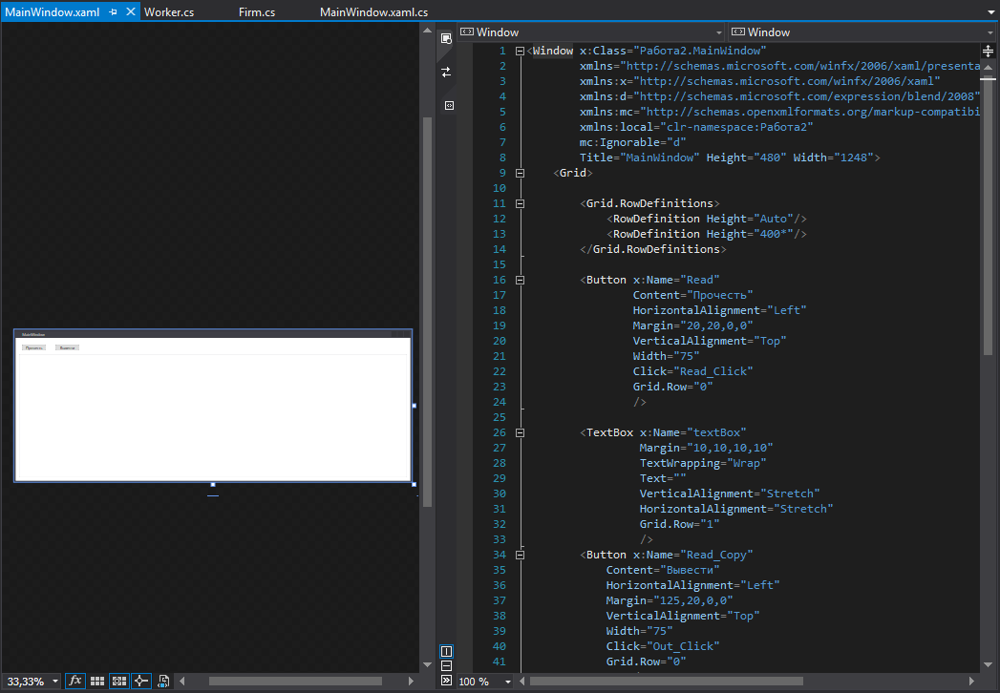 MainWindow.xaml Worker.cs Firm.cs MainWindow.xaml.cs
Window Window
1 <Window x:Class="Работа2.MainWindow"
2 xmlns="http://schemas.microsoft.com/winfx/2006/xaml/presenta
3 xmlns:x="http://schemas.microsoft.com/winfx/2006/xaml"
4 xmlns:d="http://schemas.microsoft.com/expression/blend/2008"
5 xmlns:mc="http://schemas.openxmlformats.org/markup-compatibi
6 xmlns:local="clr-namespace:Работа2"
7 mc:Ignorable="d"
8 Title="MainWindow" Height="480" Width="1248">
9 <Grid>
10
11 <Grid.RowDefinitions>
12 <RowDefinition Height="Auto"/>
13 <RowDefinition Height="400*"/>
14 </Grid.RowDefinitions>
15
16 <Button x:Name="Read"
17 Content="Прочесть"
18 HorizontalAlignment="Left"
19 Margin="20,20,0,0"
20 VerticalAlignment="Top"
21 Width="75"
22 Click="Read_Click"
23 Grid.Row="0"
24 />
25
26 <TextBox x:Name="textBox"
27 Margin="10,10,10,10"
28 TextWrapping="Wrap"
29 Text=""
30 VerticalAlignment="Stretch"
31 HorizontalAlignment="Stretch"
32 Grid.Row="1"
33 />
34 <Button x:Name="Read_Copy"
35 Content="Вывести"
36 HorizontalAlignment="Left"
37 Margin="125,20,0,0"
38 VerticalAlignment="Top"
39 Width="75"
40 Click="Out_Click"
41 Grid.Row="0"
MainWindow
Прочесть Вывести
33,33% fx 100 %